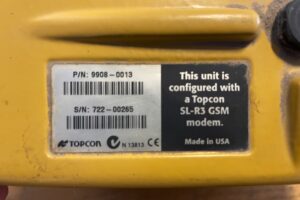 P/N: 9908-0013
S/N: 722-00265
TOPCON
N 13813
CE
This unit is
configured with
a Topcon
SL-R3 GSM
modem.
Made in USA